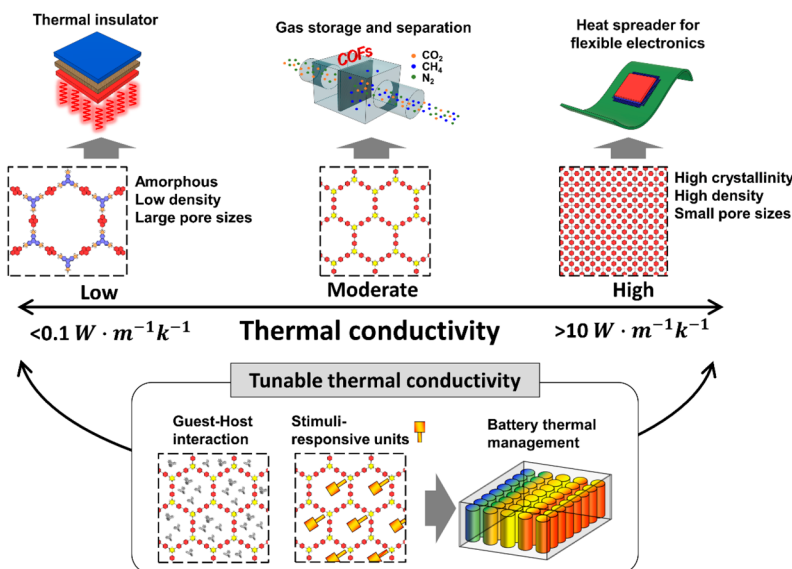 Thermal insulator
Gas storage and separation
Heat spreader for
flexible electronics
COFs
CO₂
CH₄
N₂
Amorphous
Low density
Large pore sizes
High crystallinity
High density
Small pore sizes
Low
Moderate
High
<0.1 W · m⁻¹k⁻¹
Thermal conductivity
>10 W · m⁻¹k⁻¹
Tunable thermal conductivity
Guest-Host
interaction
Stimuli-
responsive units
Battery thermal
management